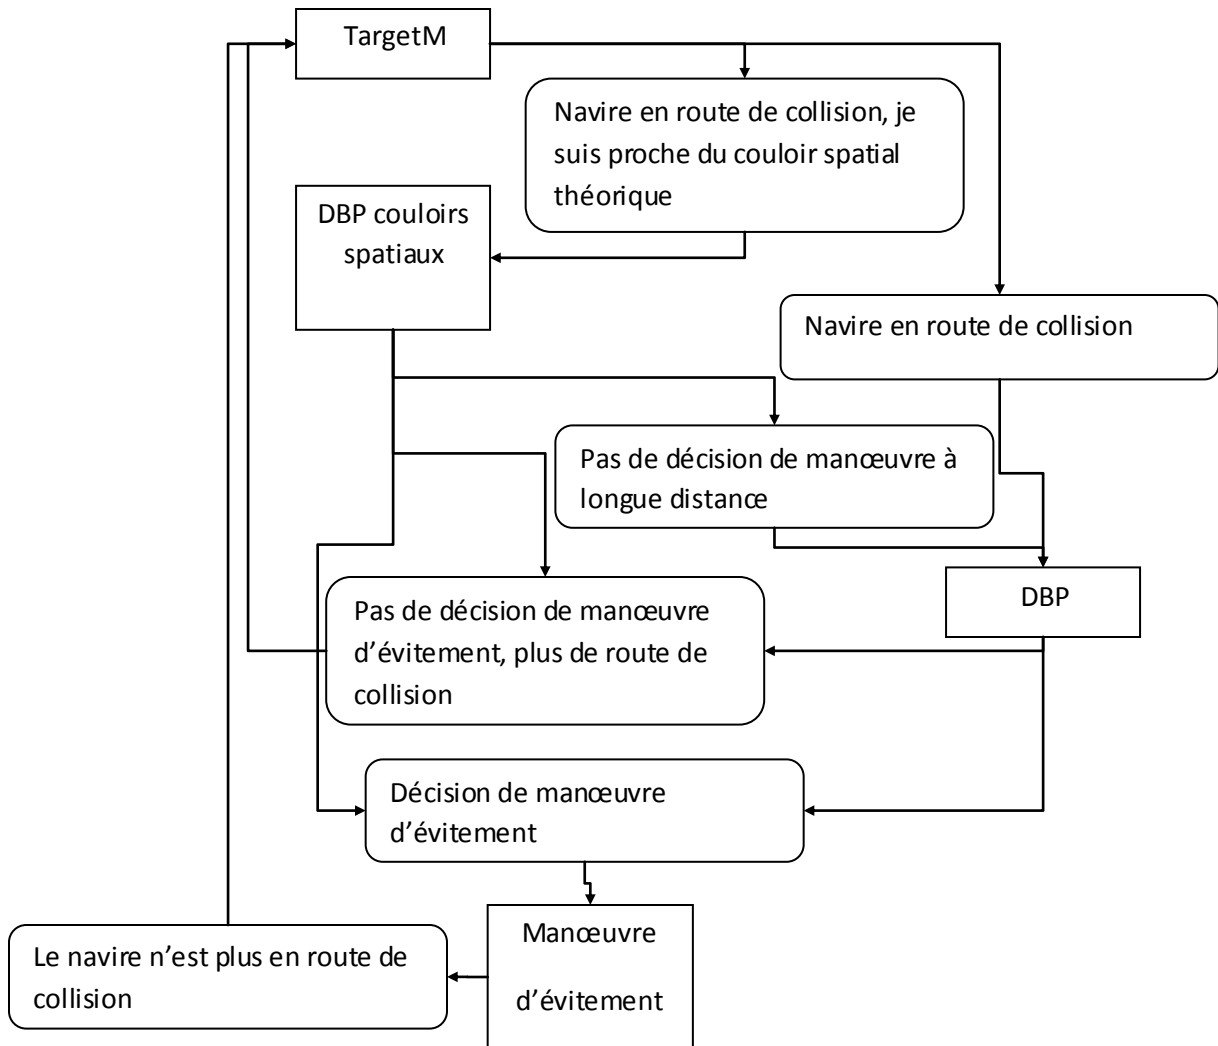 TargetM
Navire en route de collision, je
suis proche du couloir spatial
théorique
DBP couloirs
spatiaux
Navire en route de collision
Pas de décision de manœuvre à
longue distance
DBP
Pas de décision de manœuvre
d’évitement, plus de route de
collision
Décision de manœuvre
d’évitement
Manœuvre
d’évitement
Le navire n’est plus en route de
collision